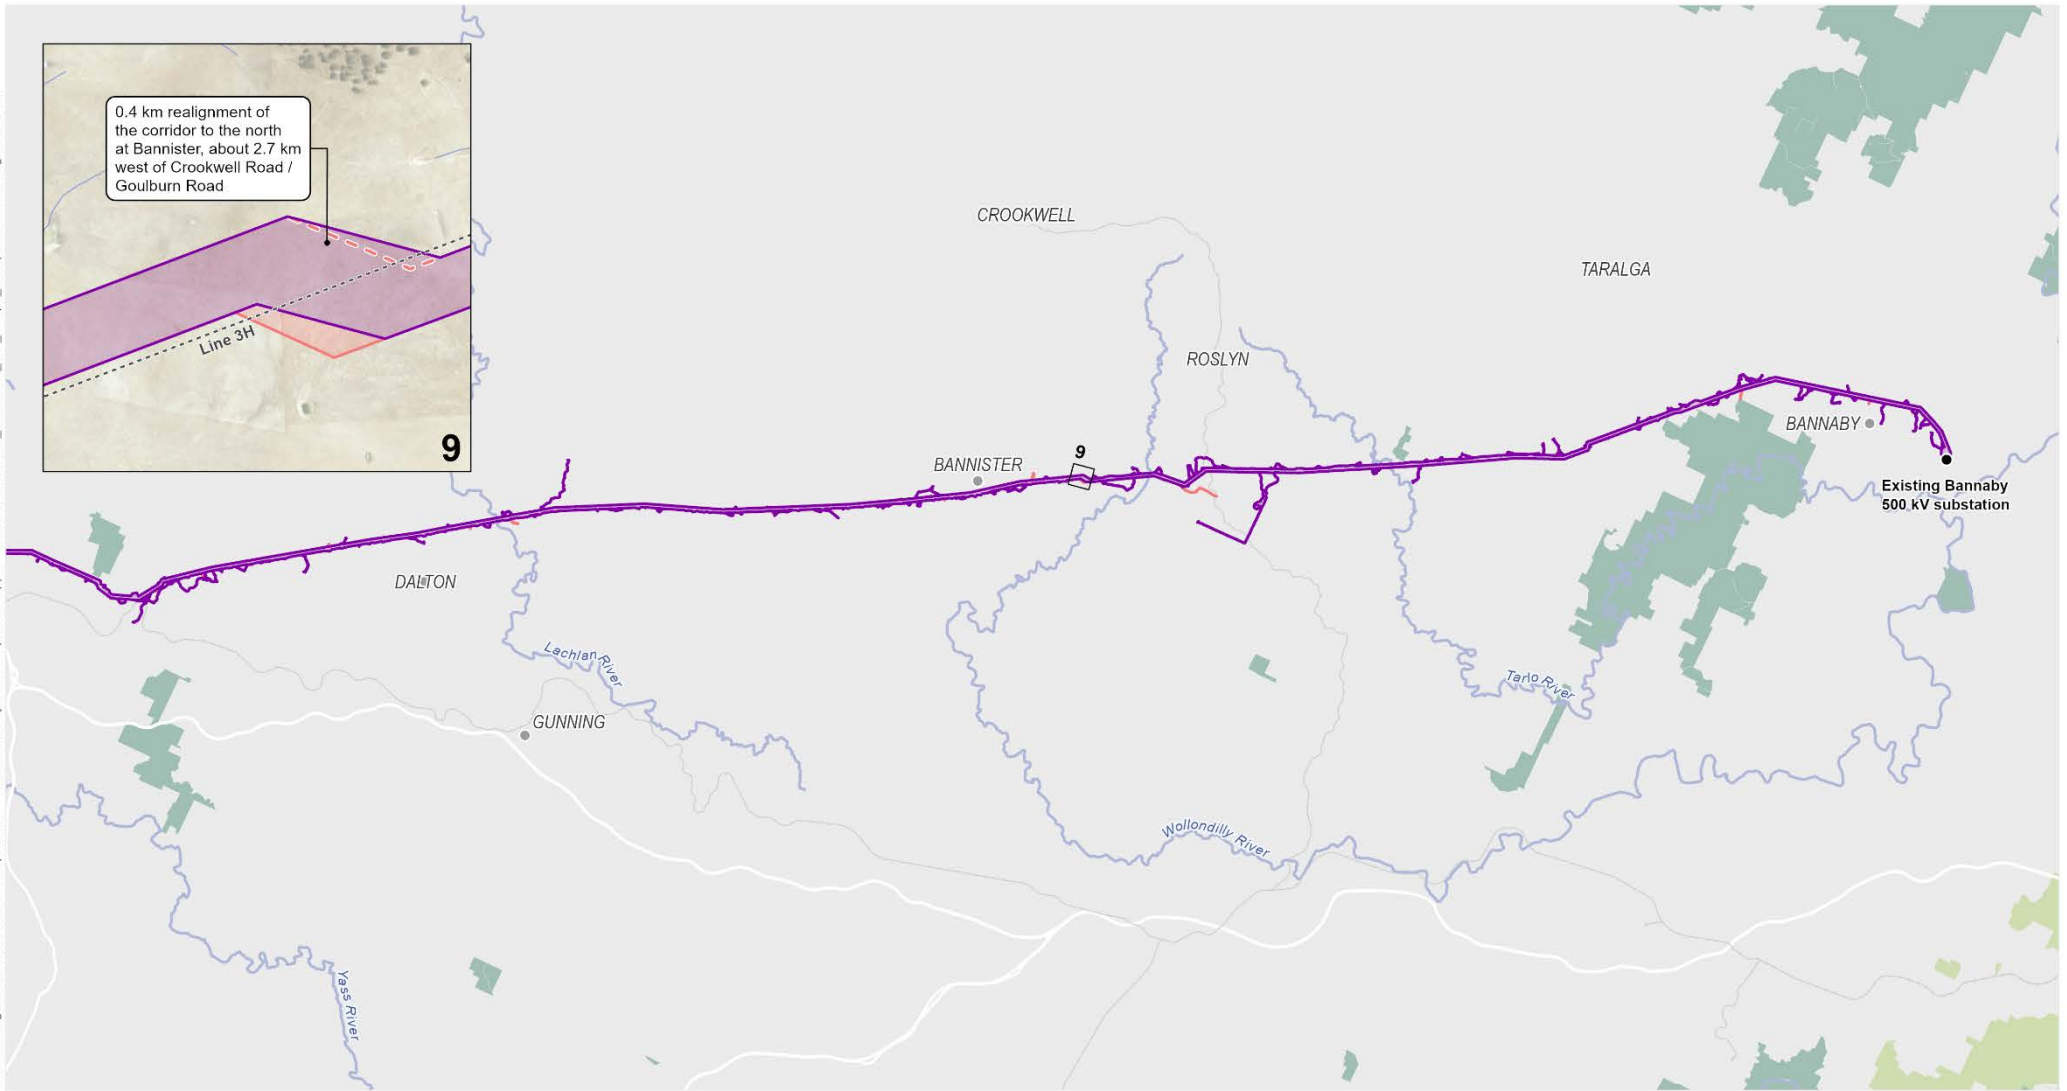 0.4 km realignment of
the corridor to the north
at Bannister, about 2.7 km
west of Crookwell Road /
Goulburn Road
Line 3H
9
CROOKWELL
TARALGA
ROSLYN
BANNABY
9
BANNISTER
Existing Bannaby
500 kV substation
DALTON
Lachlan River
Tarlo River
GUNNING
Wollondilly River
Yass River